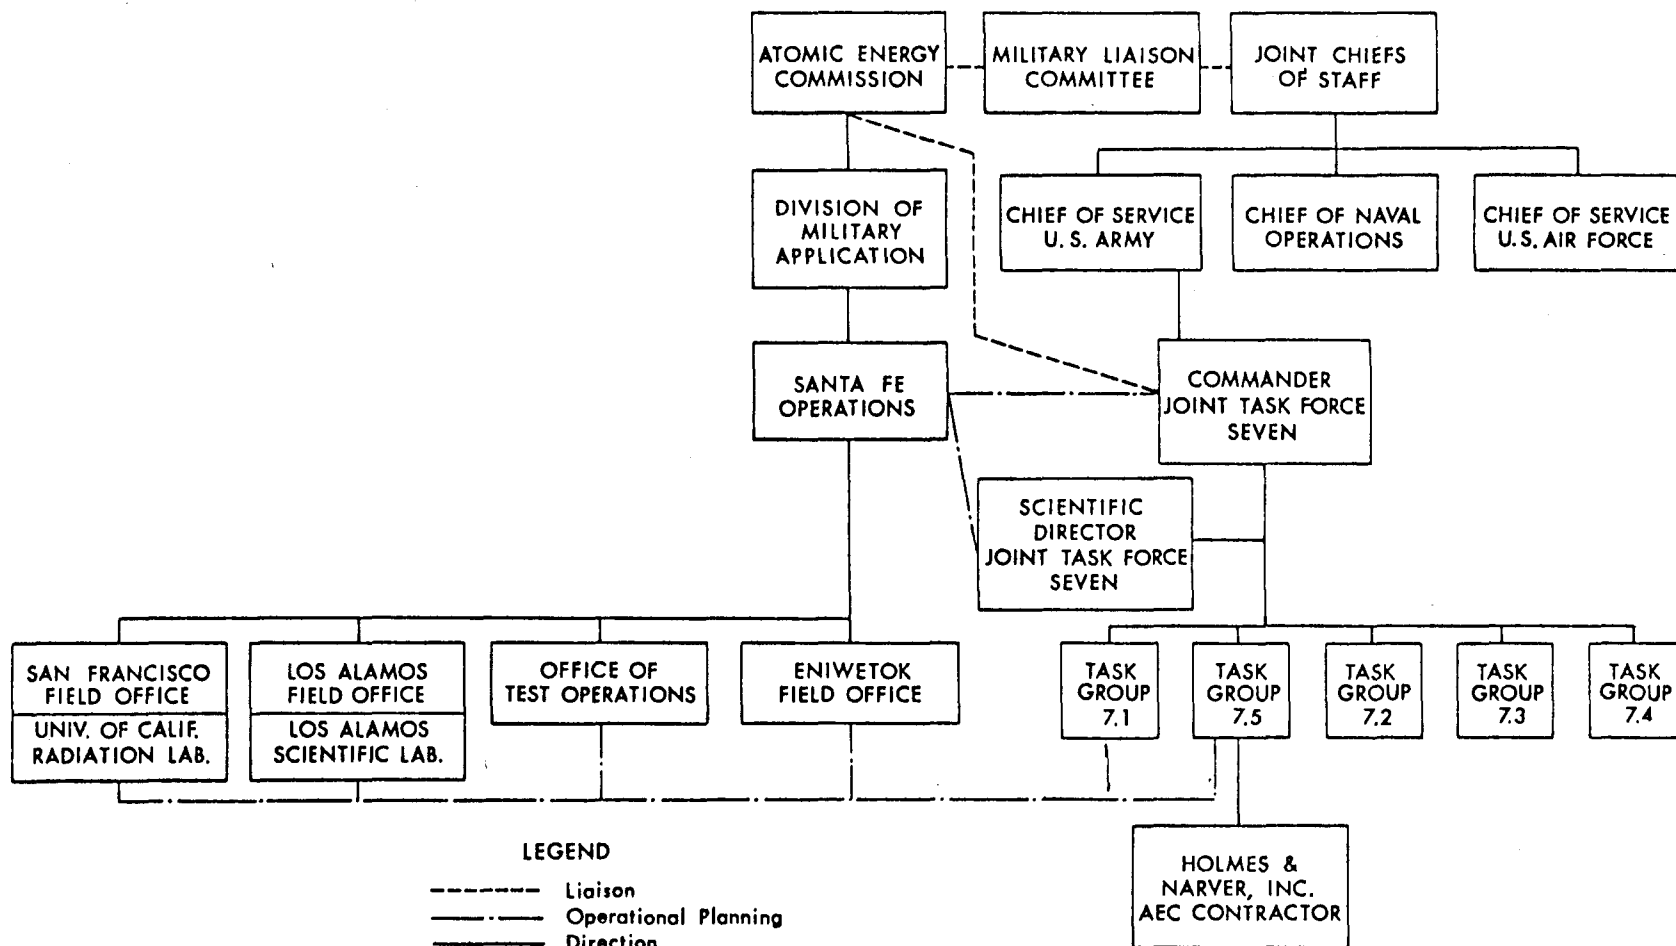 ATOMIC ENERGY
COMMISSION
MILITARY LIAISON
COMMITTEE
JOINT CHIEFS
OF STAFF
DIVISION OF
MILITARY
APPLICATION
CHIEF OF SERVICE
U. S. ARMY
CHIEF OF NAVAL
OPERATIONS
CHIEF OF SERVICE
U. S. AIR FORCE
SANTA FE
OPERATIONS
COMMANDER
JOINT TASK FORCE
SEVEN
SCIENTIFIC
DIRECTOR
JOINT TASK FORCE
SEVEN
SAN FRANCISCO
FIELD OFFICE
UNIV. OF CALIF.
RADIATION LAB.
LOS ALAMOS
FIELD OFFICE
LOS ALAMOS
SCIENTIFIC LAB.
OFFICE OF
TEST OPERATIONS
ENIWETOK
FIELD OFFICE
TASK
GROUP
7.1
TASK
GROUP
7.5
TASK
GROUP
7.2
TASK
GROUP
7.3
TASK
GROUP
7.4
HOLMES &
NARVER, INC.
AEC CONTRACTOR
LEGEND
Liaison
Operational Planning
Direction